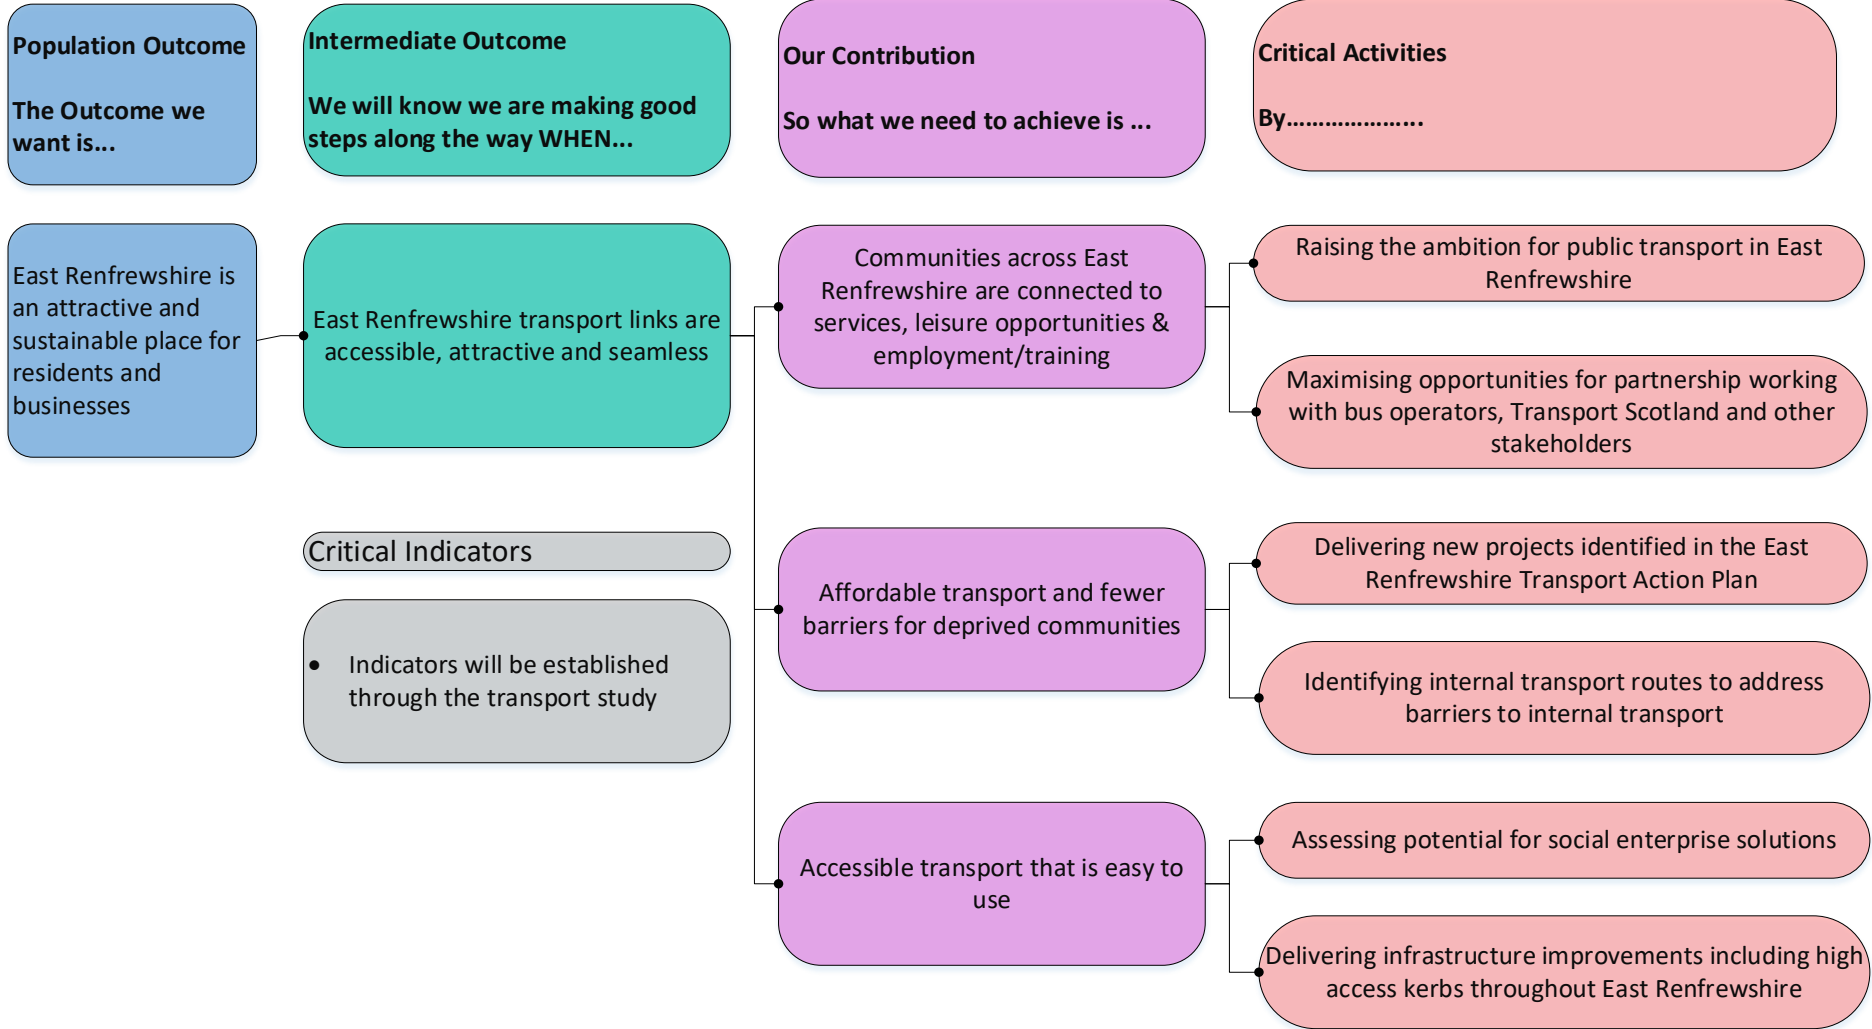 Population Outcome
The Outcome we
want is...
Intermediate Outcome
We will know we are making good
steps along the way WHEN...
Our Contribution
So what we need to achieve is ...
Critical Activities
By.....................
East Renfrewshire is
an attractive and
sustainable place for
residents and
businesses
East Renfrewshire transport links are
accessible, attractive and seamless
Critical Indicators
• Indicators will be established
through the transport study
Communities across East
Renfrewshire are connected to
services, leisure opportunities &
employment/training
Raising the ambition for public transport in East
Renfrewshire
Maximising opportunities for partnership working
with bus operators, Transport Scotland and other
stakeholders
Affordable transport and fewer
barriers for deprived communities
Delivering new projects identified in the East
Renfrewshire Transport Action Plan
Identifying internal transport routes to address
barriers to internal transport
Accessible transport that is easy to
use
Assessing potential for social enterprise solutions
Delivering infrastructure improvements including high
access kerbs throughout East Renfrewshire